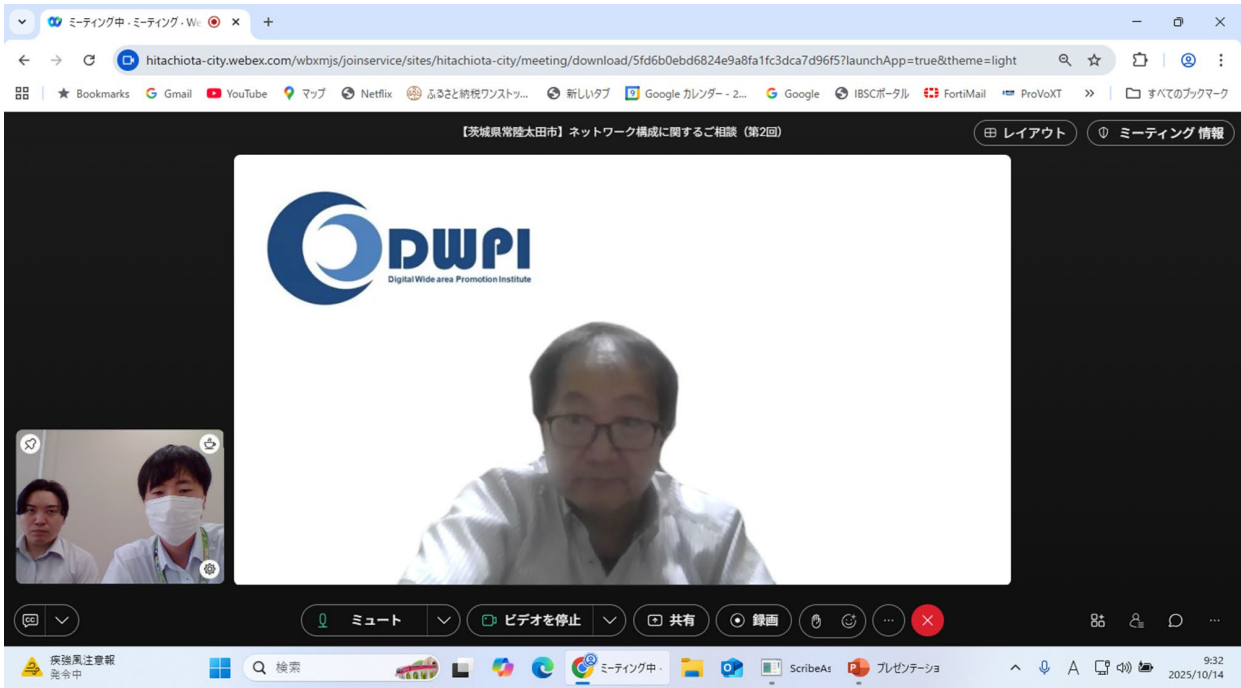 ミーティング中 · ミーティング · We
hitachiota-city.webex.com/wbxmjs/joinservice/sites/hitachiota-city/meeting/download/5fd6b0ebd6824e9a8fa1fc3dca7d96f5?launchApp=true&theme=light
Bookmarks Gmail YouTube マップ Netflix ふるさと納税ワンストッ... 新しいタブ Google カレンダー - 2... Google IBSCポータル FortiMail ProVoXT » すべてのブックマーク
【茨城県常陸太田市】ネットワーク構成に関するご相談（第2回）
レイアウト ミーティング 情報
DWPI
Digital Wide area Promotion Institute
CC ミュート ビデオを停止 共有 録画
疾強風注意報
発令中
検索 ミーティング中 · ScribeAs プレゼンテーショ A 9:32
2025/10/14